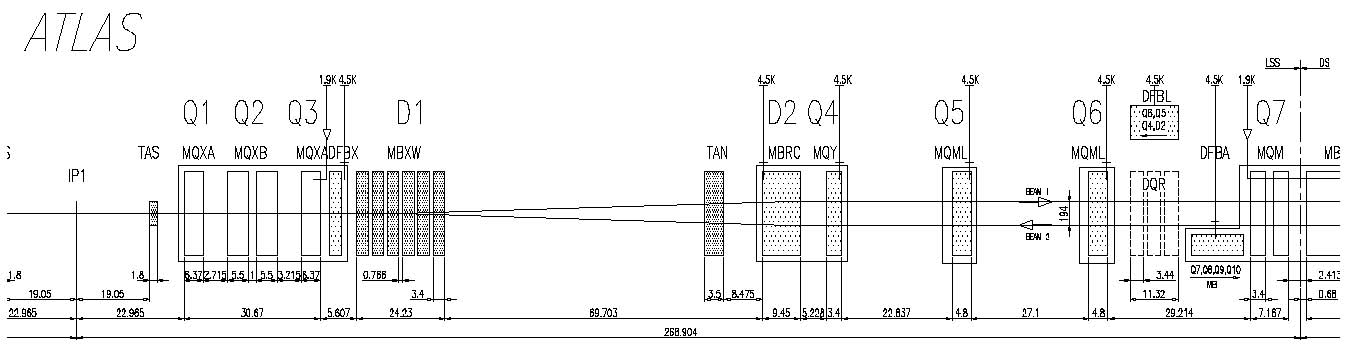 ATLAS
LSS DS
1.9K 4.5K 4.5K 4.5K 4.5K 4.5K 4.5K 4.5K 1.9K
Q1 Q2 Q3 D1 D2 Q4 Q5 Q6 DFBL Q7
Q6,Q5
Q4,D2
S TAS MQXA MQXB MQXA DFBX MBXW TAN MBRC MQY MQML MQML DFBA MQM MB
IP1 DQR
BEAM 1
194
BEAM 2
Q7,Q8,Q9,Q10
MB
1.8 1.8 6.37 2.715 5.5 1 5.5 3.215 6.37 0.766 3.44 2.413
19.05 19.05 3.4 3.5 8.475 11.32 3.4 0.68
22.965 22.965 30.67 5.607 24.23 69.703 9.45 5.228 3.4 22.837 4.8 27.1 4.8 29.214 7.167
268.904